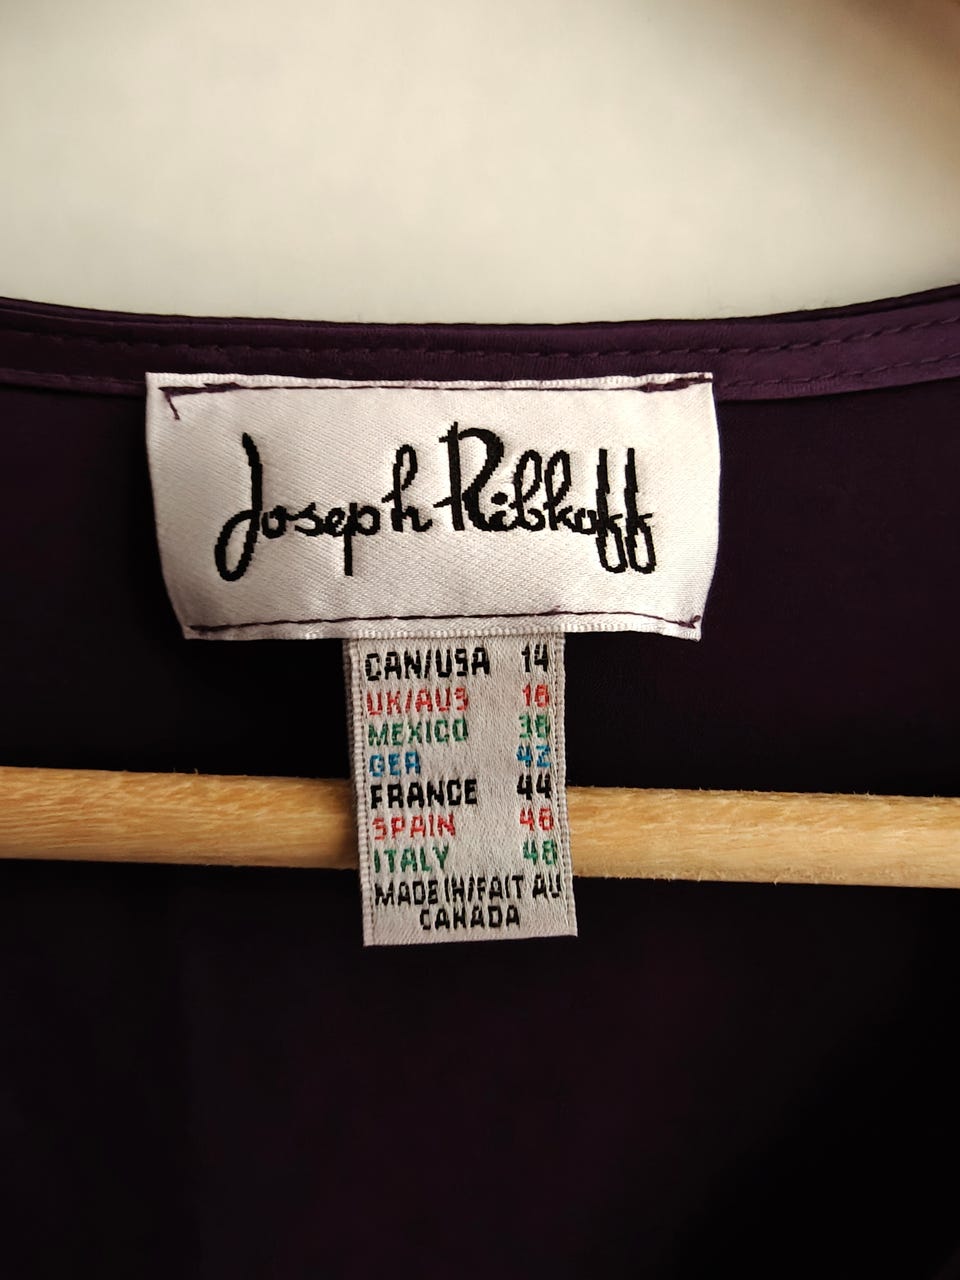 Joseph Ribkoff
CAN/USA 14
UK/AUS 16
MEXICO 38
GER 42
FRANCE 44
SPAIN 46
ITALY 48
MADE IN/FAIT AU
CANADA